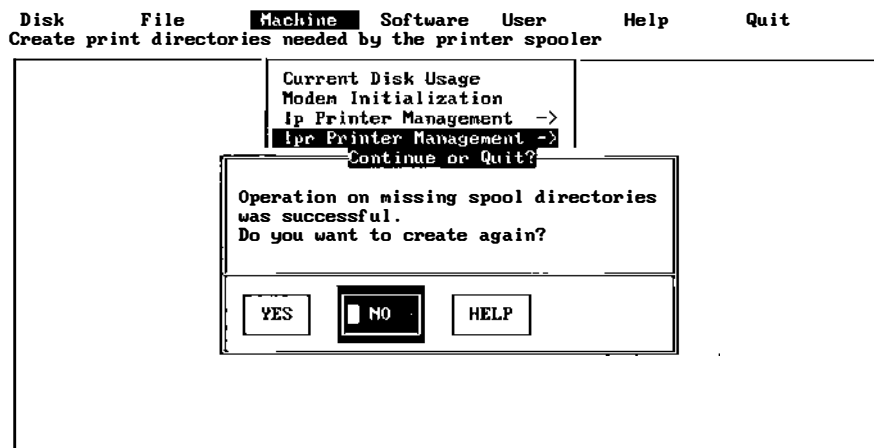 Disk File Machine Software User Help Quit
Create print directories needed by the printer spooler
Current Disk Usage
Modem Initialization
lp Printer Management ->
lpr Printer Management ->
Continue or Quit?
Operation on missing spool directories
was successful.
Do you want to create again?
YES NO HELP